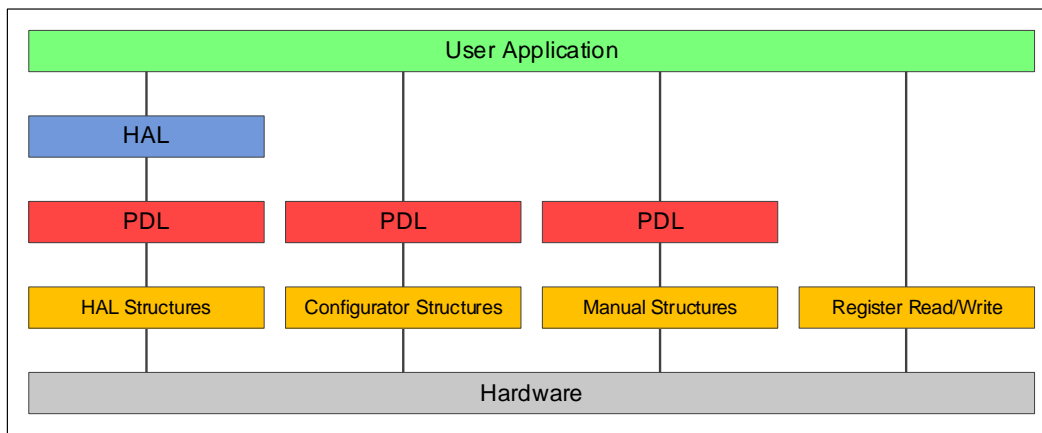 User Application
HAL
PDL
PDL
PDL
HAL Structures
Configurator Structures
Manual Structures
Register Read/Write
Hardware